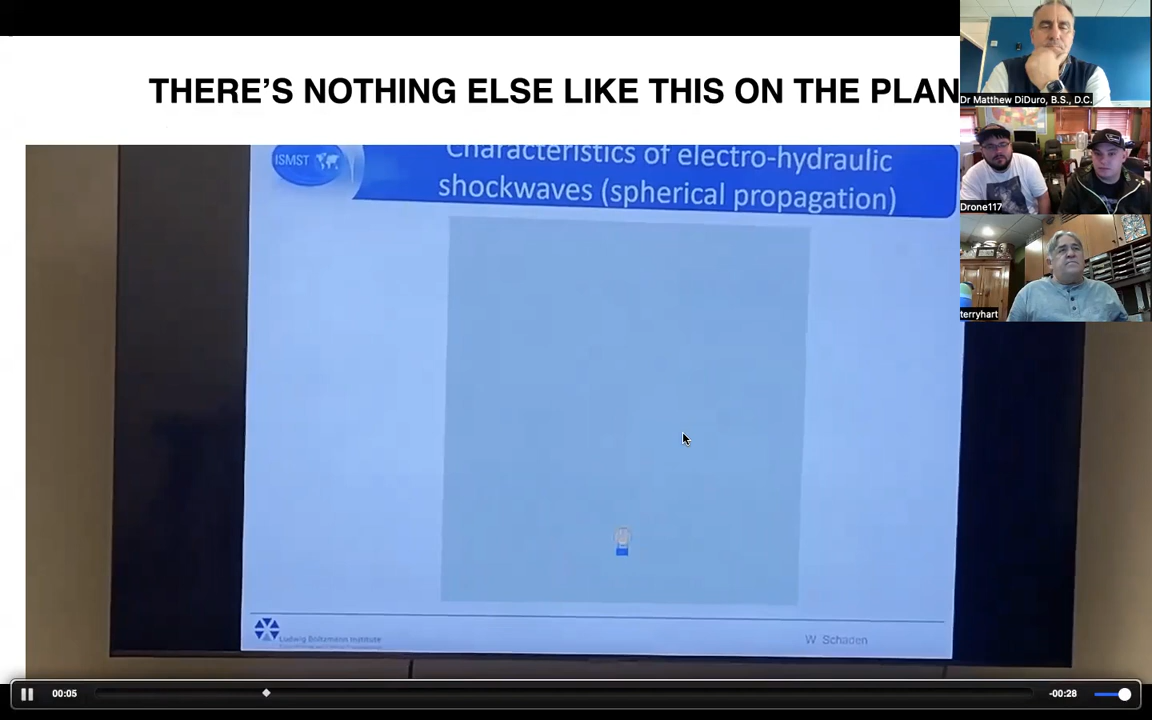 THERE'S NOTHING ELSE LIKE THIS ON THE PLAN
ISMST
Characteristics of electro-hydraulic
shockwaves (spherical propagation)
Ludwig Boltzmann Institute
W. Schaden
Dr Matthew DiDuro, B.S., D.C.
Drone117
terryhart
00:05
-00:28